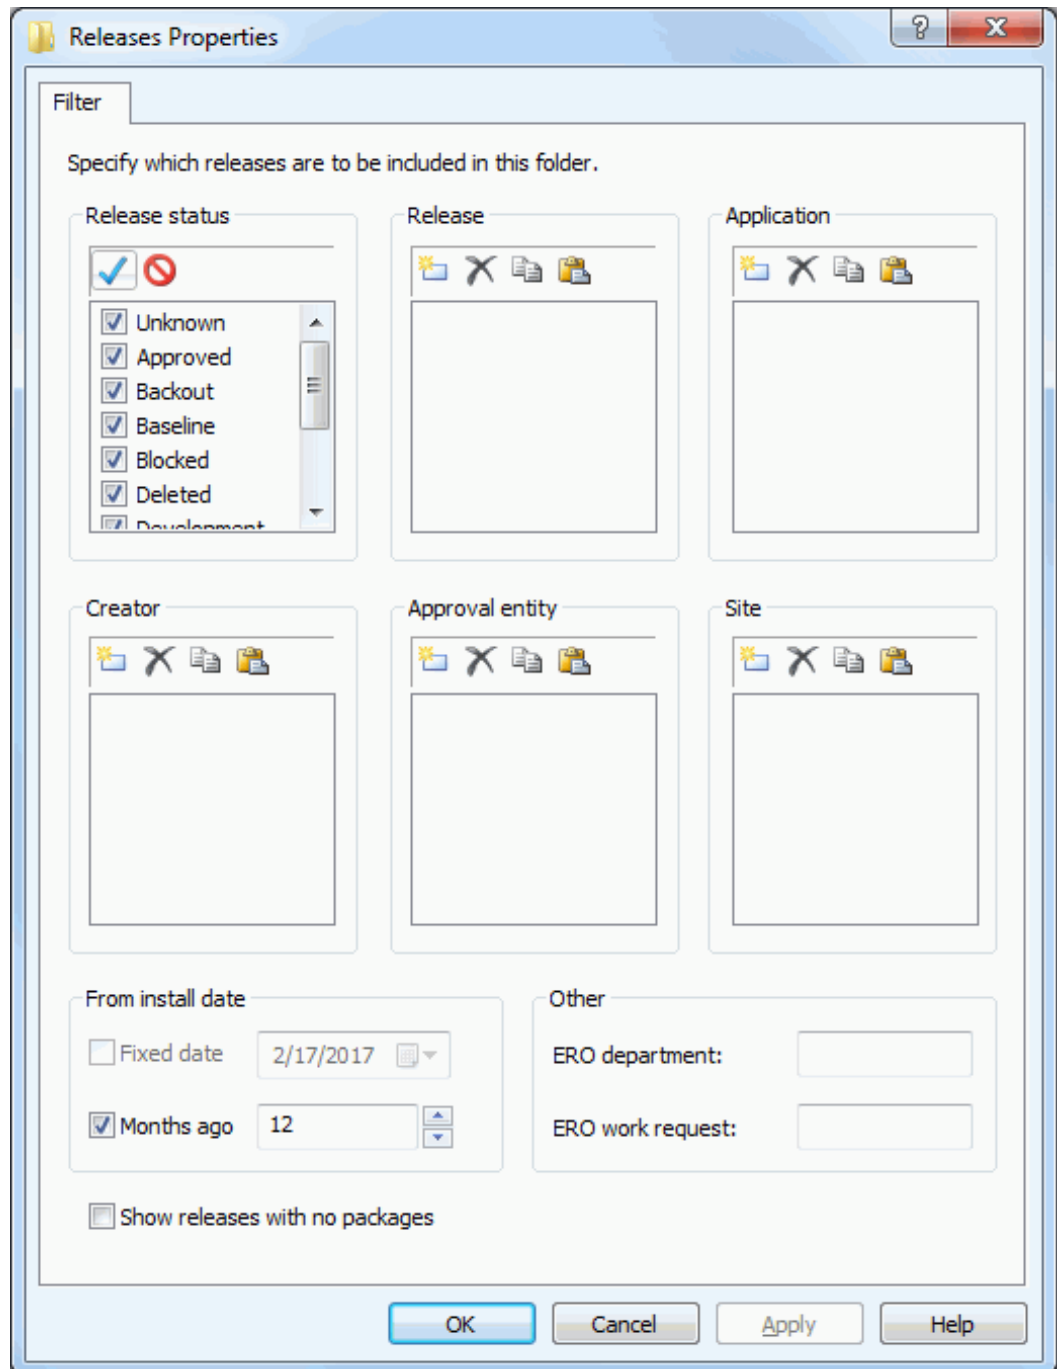 Releases Properties
Filter
Specify which releases are to be included in this folder.
Release status
Release
Application
Unknown
Approved
Backout
Baseline
Blocked
Deleted
Development
Creator
Approval entity
Site
From install date
Other
Fixed date
2/17/2017
ERO department:
Months ago
12
ERO work request:
Show releases with no packages
OK
Cancel
Apply
Help